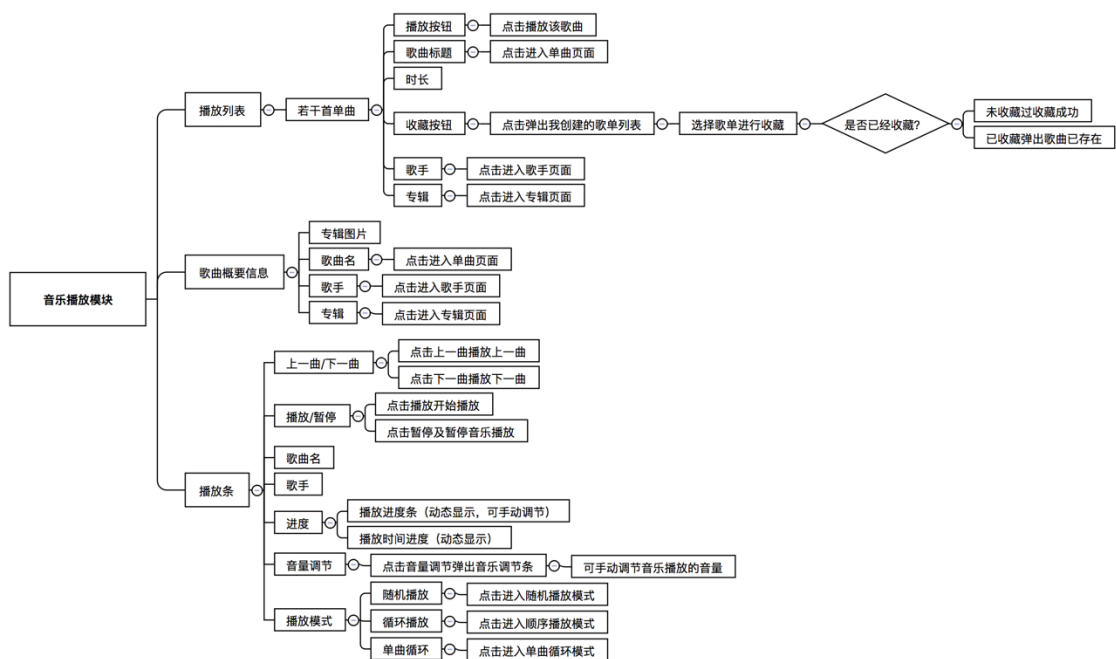 音乐播放模块
播放列表
若干首单曲
播放按钮
点击播放该歌曲
歌曲标题
点击进入单曲页面
时长
收藏按钮
点击弹出我创建的歌单列表
选择歌单进行收藏
是否已经收藏?
未收藏过收藏成功
已收藏弹出歌曲已存在
歌手
点击进入歌手页面
专辑
点击进入专辑页面
歌曲概要信息
专辑图片
歌曲名
点击进入单曲页面
歌手
点击进入歌手页面
专辑
点击进入专辑页面
播放条
上一曲/下一曲
点击上一曲播放上一曲
点击下一曲播放下一曲
播放/暂停
点击播放开始播放
点击暂停及暂停音乐播放
歌曲名
歌手
进度
播放进度条（动态显示，可手动调节）
播放时间进度（动态显示）
音量调节
点击音量调节弹出音乐调节条
可手动调节音乐播放的音量
播放模式
随机播放
点击进入随机播放模式
循环播放
点击进入顺序播放模式
单曲循环
点击进入单曲循环模式